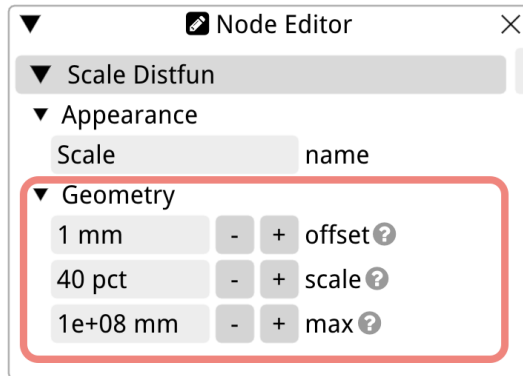 Node Editor
Scale Distfun
Appearance
Scale name
Geometry
1 mm - + offset ?
40 pct - + scale ?
1e+08 mm - + max ?